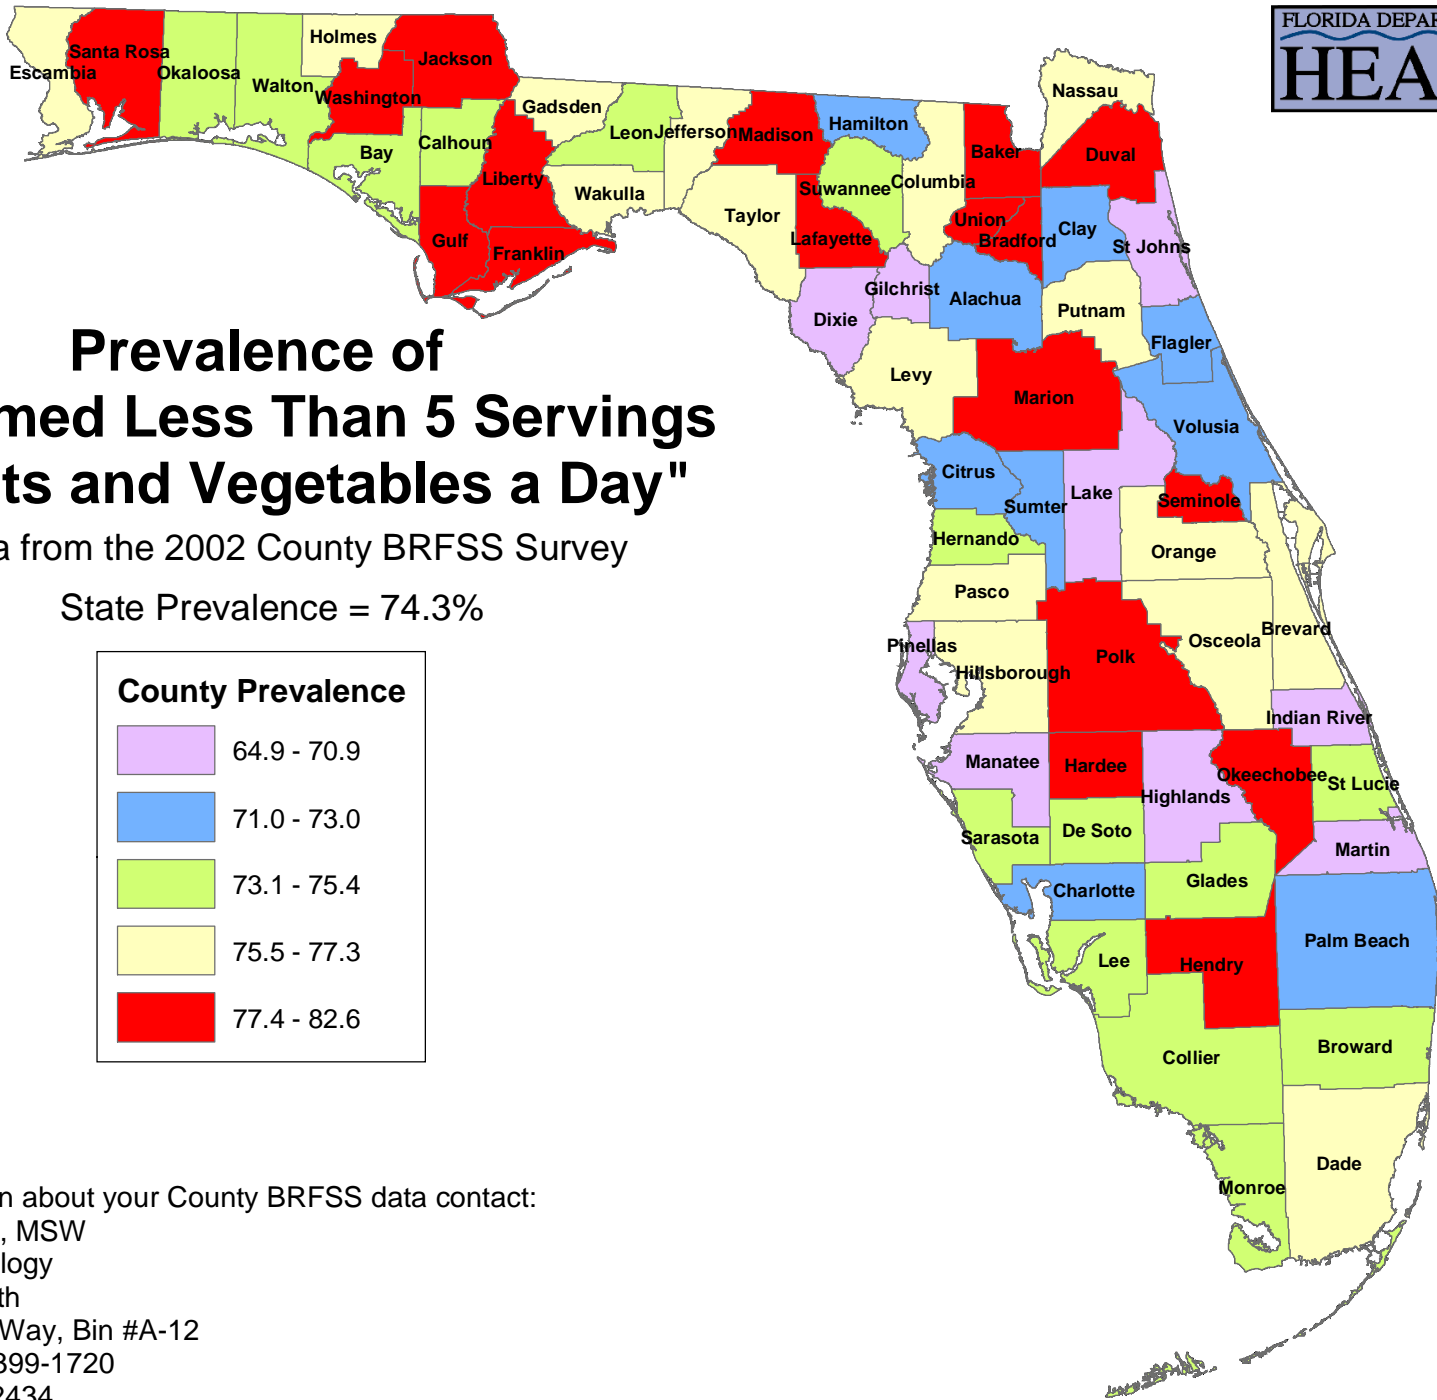 FLORIDA DEPAR
HEA
Holmes
Santa Rosa
Jackson
Escambia
Okaloosa
Walton
Washington
Gadsden
Nassau
Leon
Jefferson
Madison
Hamilton
Calhoun
Bay
Baker
Duval
Liberty
Wakulla
Suwannee
Columbia
Taylor
Union
Bradford
Clay
St Johns
Gulf
Franklin
Lafayette
Gilchrist
Alachua
Dixie
Putnam
Flagler
Levy
Marion
Volusia
Citrus
Sumter
Lake
Seminole
Hernando
Orange
Pasco
Pinellas
Hillsborough
Polk
Osceola
Brevard
Indian River
Manatee
Hardee
Highlands
Okeechobee
St Lucie
Sarasota
De Soto
Martin
Charlotte
Glades
Palm Beach
Lee
Hendry
Collier
Broward
Dade
Monroe
Prevalence of
med Less Than 5 Servings
ts and Vegetables a Day"
a from the 2002 County BRFSS Survey
State Prevalence = 74.3%
County Prevalence
64.9 - 70.9
71.0 - 73.0
73.1 - 75.4
75.5 - 77.3
77.4 - 82.6
n about your County BRFSS data contact:
, MSW
logy
th
Way, Bin #A-12
399-1720
2434